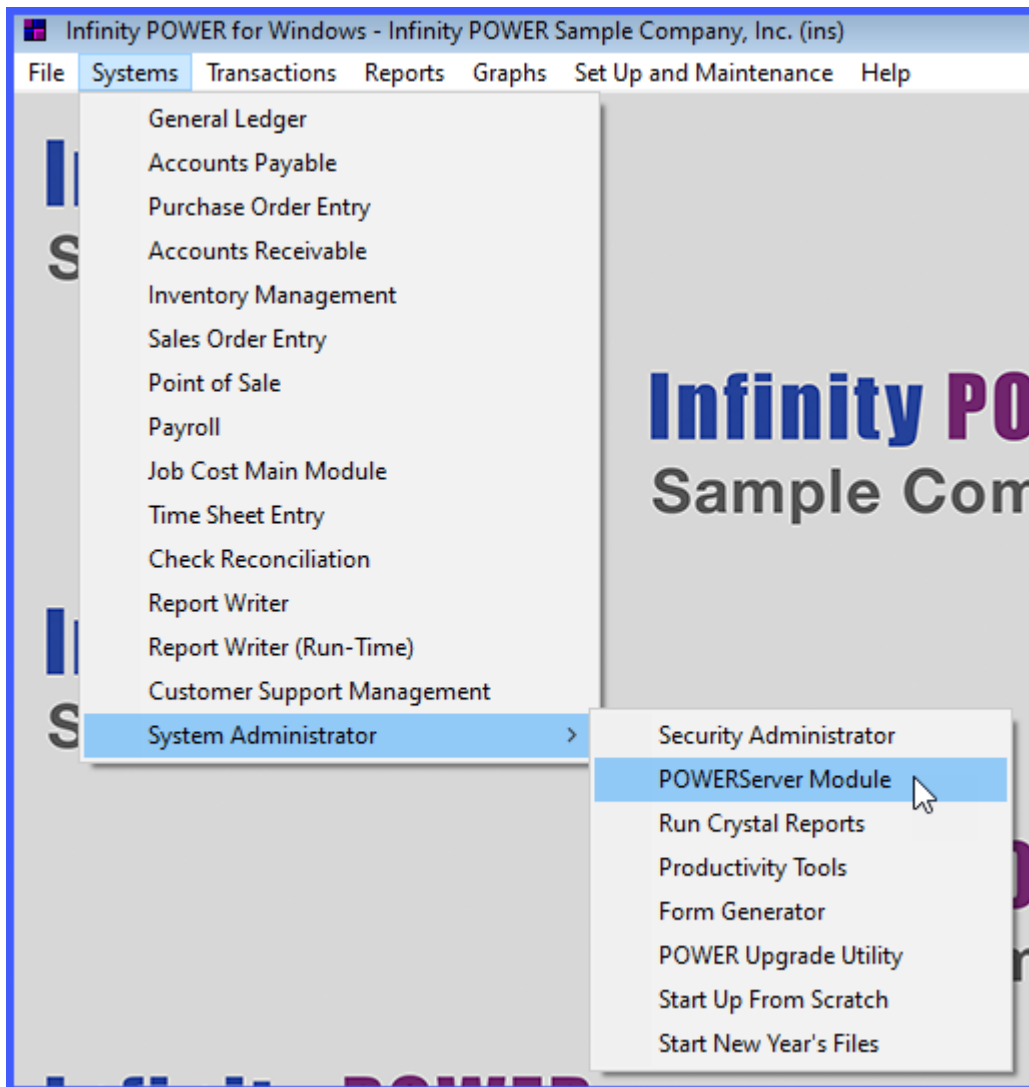 Infinity POWER for Windows - Infinity POWER Sample Company, Inc. (ins)
File Systems Transactions Reports Graphs Set Up and Maintenance Help
General Ledger
Accounts Payable
Purchase Order Entry
Accounts Receivable
Inventory Management
Sales Order Entry
Point of Sale
Payroll
Job Cost Main Module
Time Sheet Entry
Check Reconciliation
Report Writer
Report Writer (Run-Time)
Customer Support Management
System Administrator
Security Administrator
POWERServer Module
Run Crystal Reports
Productivity Tools
Form Generator
POWER Upgrade Utility
Start Up From Scratch
Start New Year's Files
Infinity PO
Sample Com
Infinity POWER